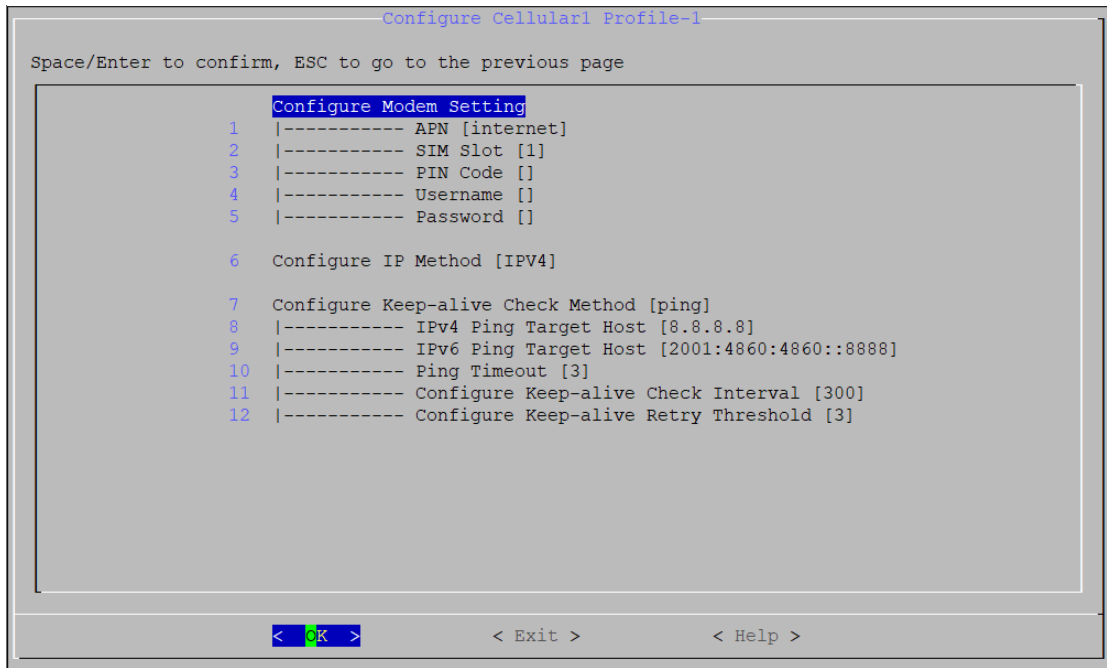 Configure Cellular1 Profile-1
Space/Enter to confirm, ESC to go to the previous page
Configure Modem Setting
1 |----------- APN [internet]
2 |----------- SIM Slot [1]
3 |----------- PIN Code []
4 |----------- Username []
5 |----------- Password []
6 Configure IP Method [IPV4]
7 Configure Keep-alive Check Method [ping]
8 |----------- IPv4 Ping Target Host [8.8.8.8]
9 |----------- IPv6 Ping Target Host [2001:4860:4860::8888]
10 |----------- Ping Timeout [3]
11 |----------- Configure Keep-alive Check Interval [300]
12 |----------- Configure Keep-alive Retry Threshold [3]
< OK > < Exit > < Help >